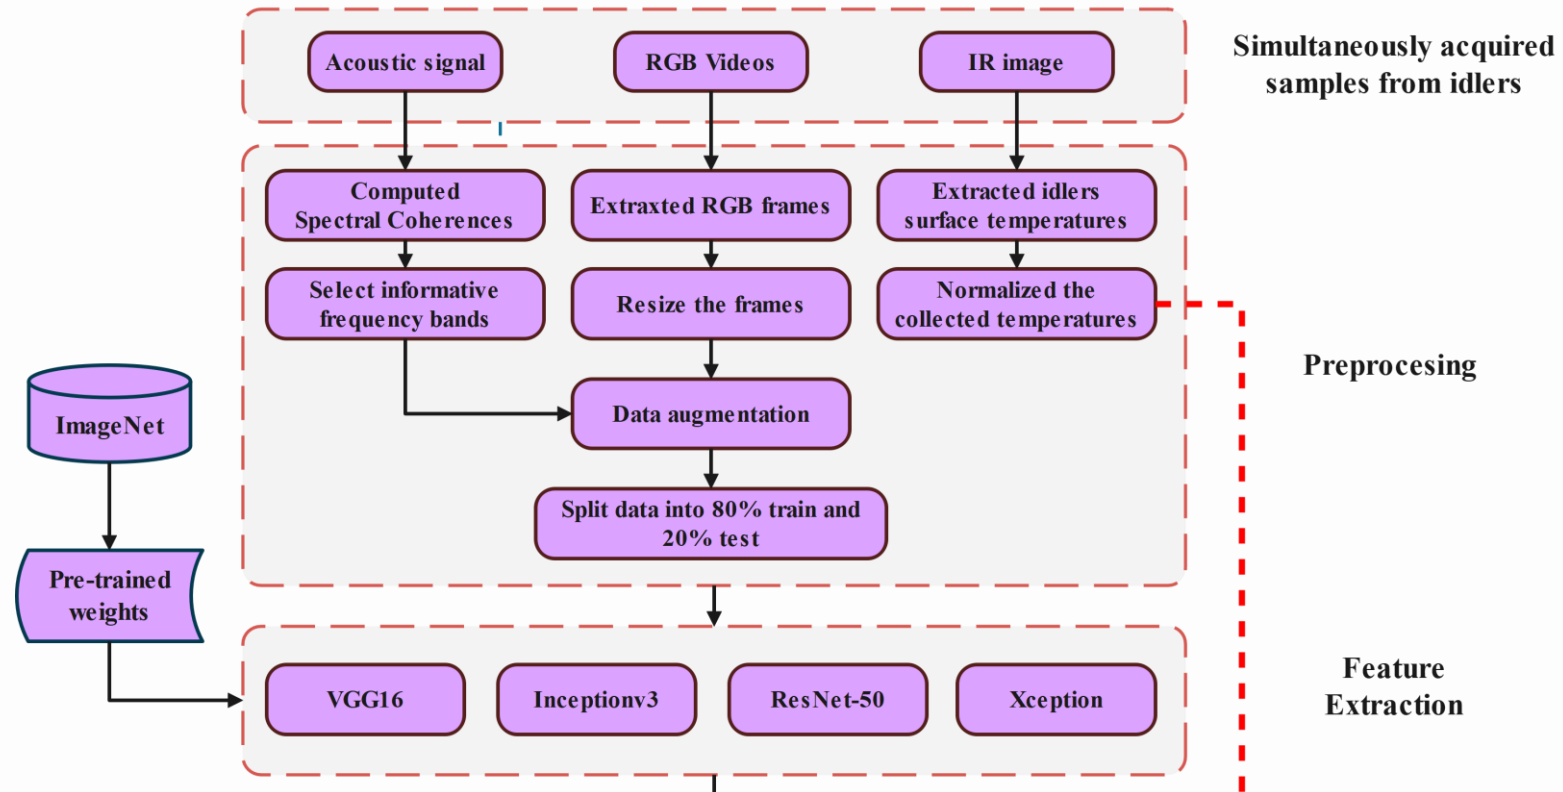 Acoustic signal
RGB Videos
IR image
Simultaneously acquired
samples from idlers
Computed
Spectral Coherences
Extraxted RGB frames
Extracted idlers
surface temperatures
Select informative
frequency bands
Resize the frames
Normalized the
collected temperatures
Preprocesing
ImageNet
Data augmentation
Split data into 80% train and
20% test
Pre-trained
weights
VGG16
Inceptionv3
ResNet-50
Xception
Feature
Extraction